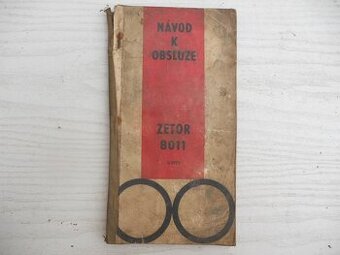 NÁVOD
K
OBSLUZE
ZETOR
8011